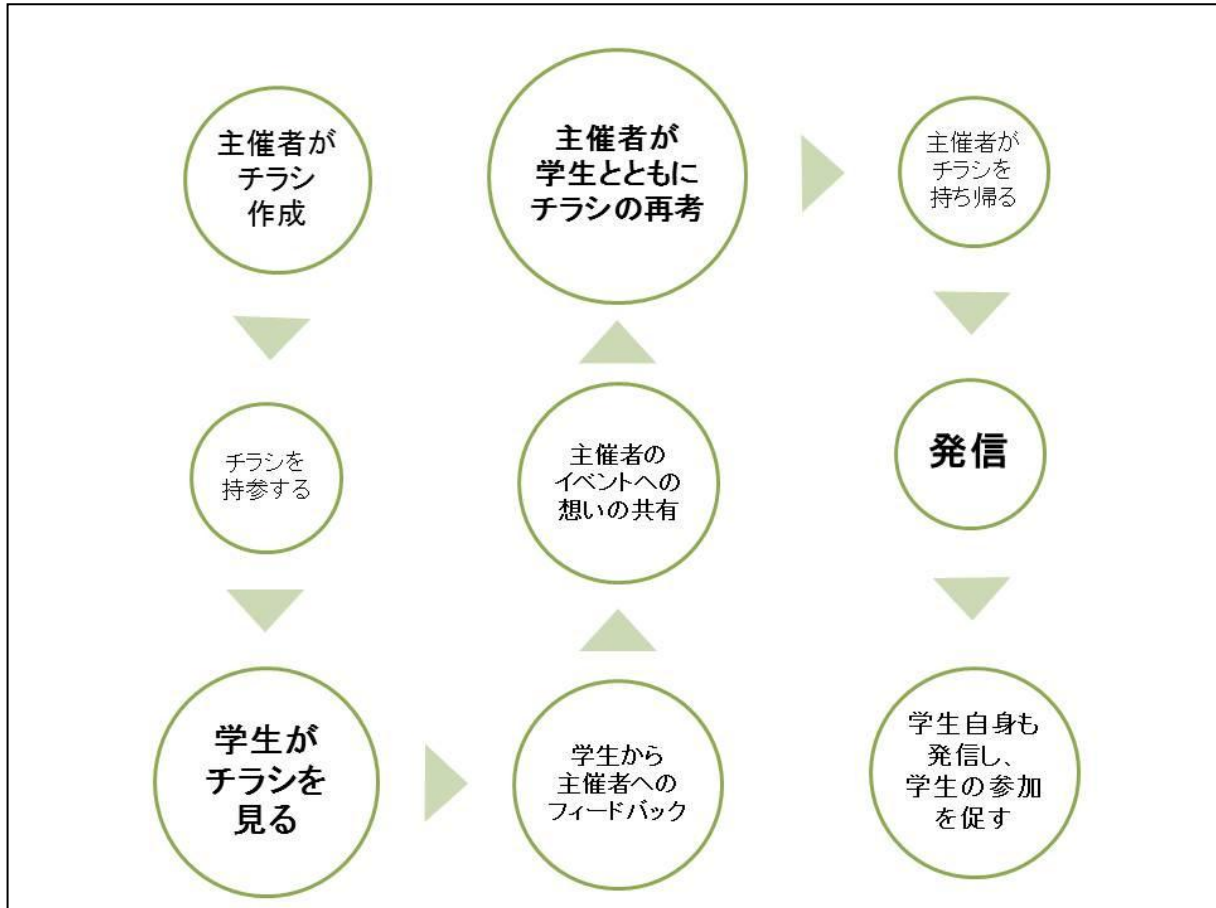 主催者が
チラシ
作成
チラシを
持参する
学生が
チラシを
見る
学生から
主催者への
フィードバック
主催者の
イベントへの
想いの共有
主催者が
学生とともに
チラシの再考
主催者が
チラシを
持ち帰る
発信
学生自身も
発信し、
学生の参加
を促す